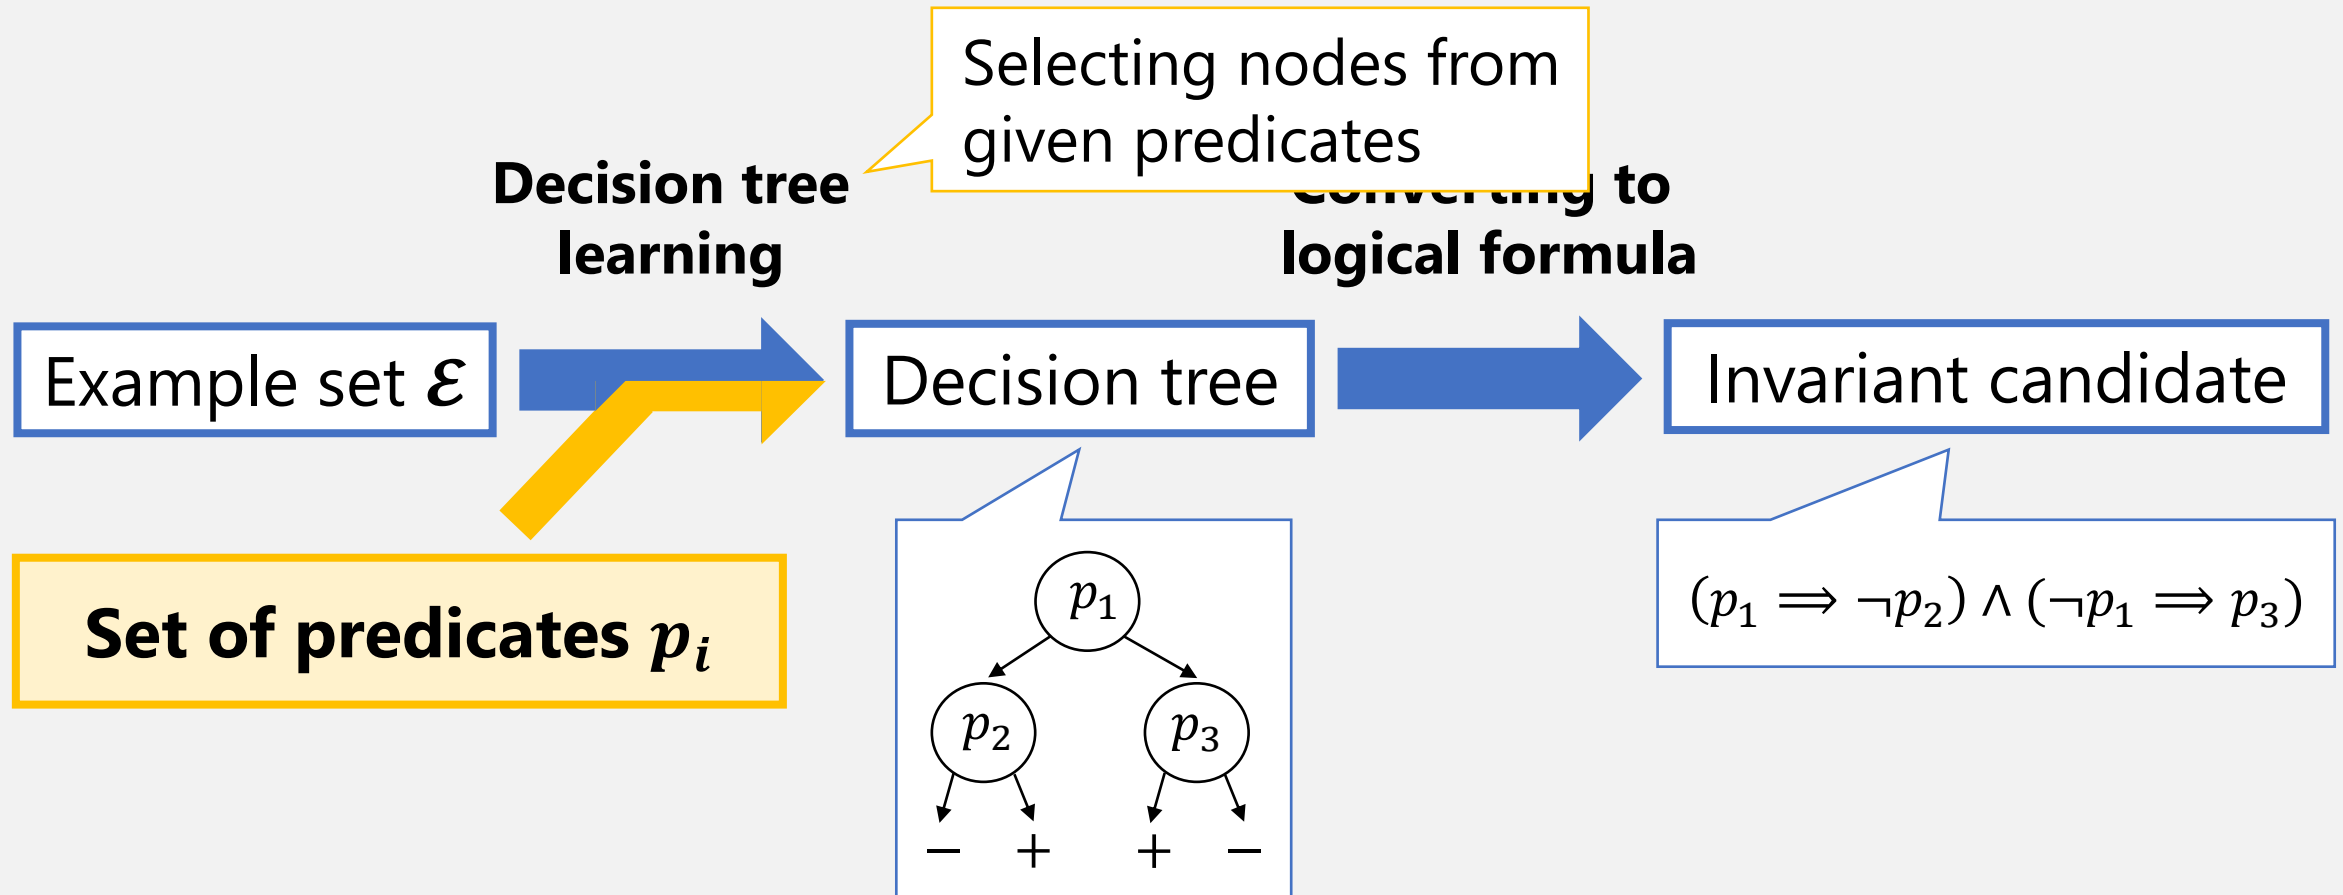 Selecting nodes from
given predicates
Decision tree
learning
Converting to
logical formula
Example set ℰ
Decision tree
Invariant candidate
Set of predicates pᵢ
p₁
p₂ p₃
− + + −
(p₁ ⟹ ¬p₂) ∧ (¬p₁ ⟹ p₃)